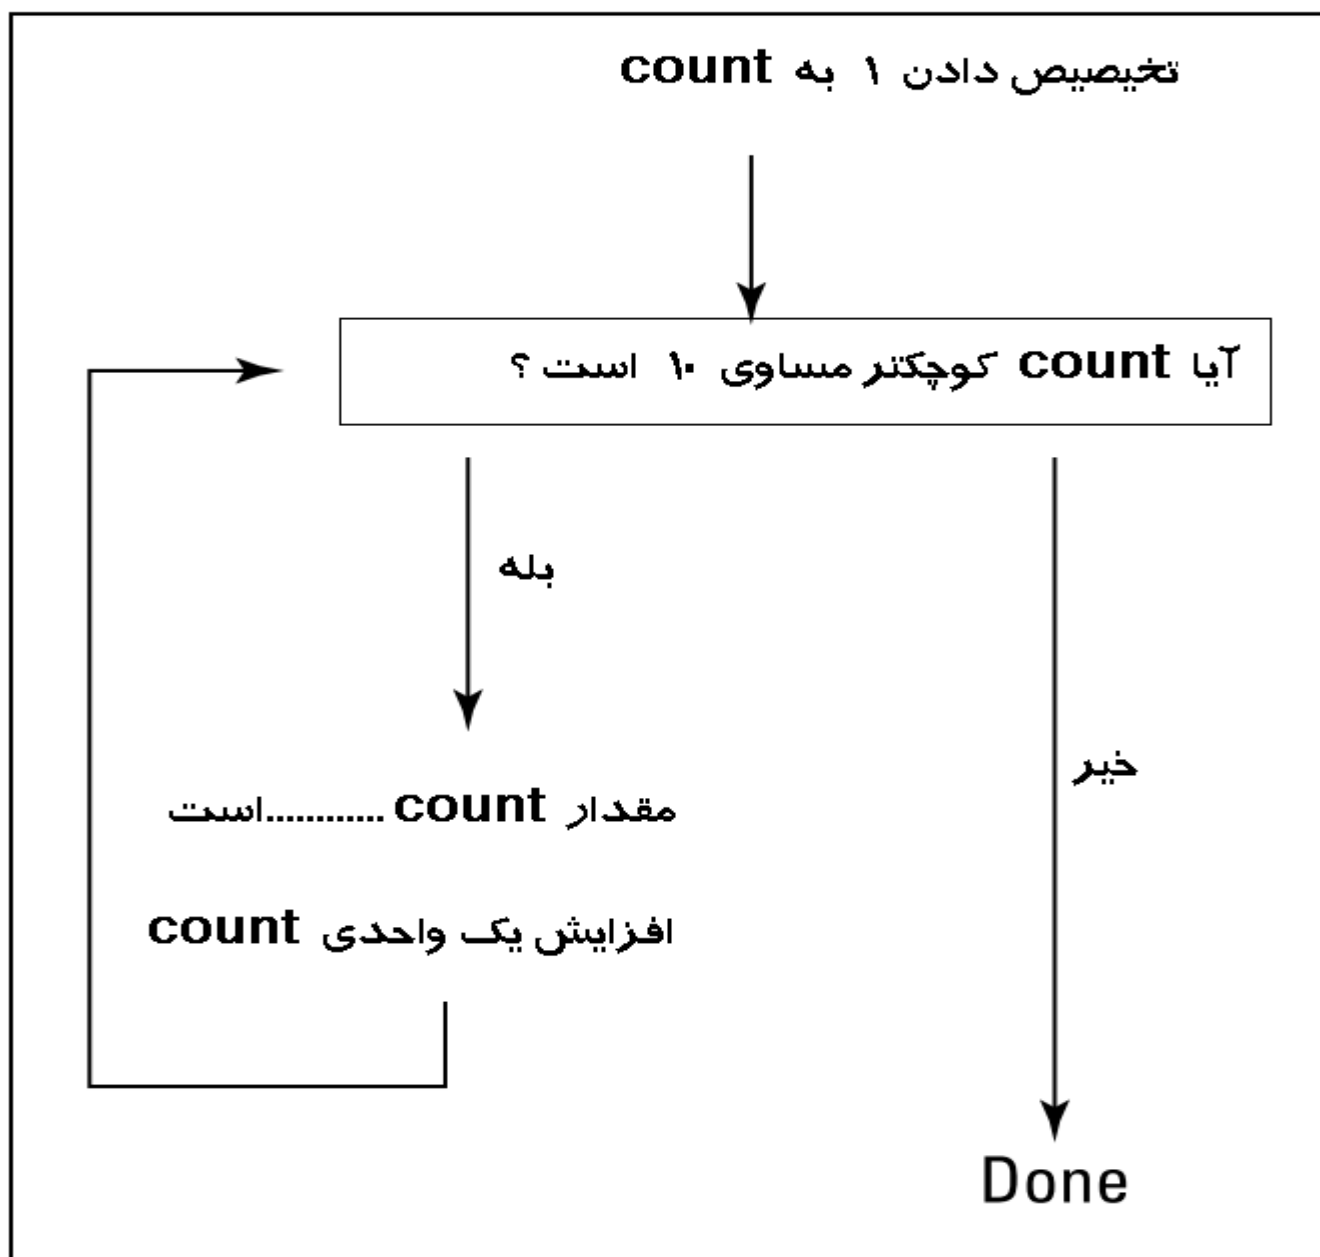 تخیصیص دادن ۱ به count
آیا count کوچکتر مساوی ۱۰ است ؟
بله
خیر
مقدار count ............است
افزایش یک واحدی count
Done